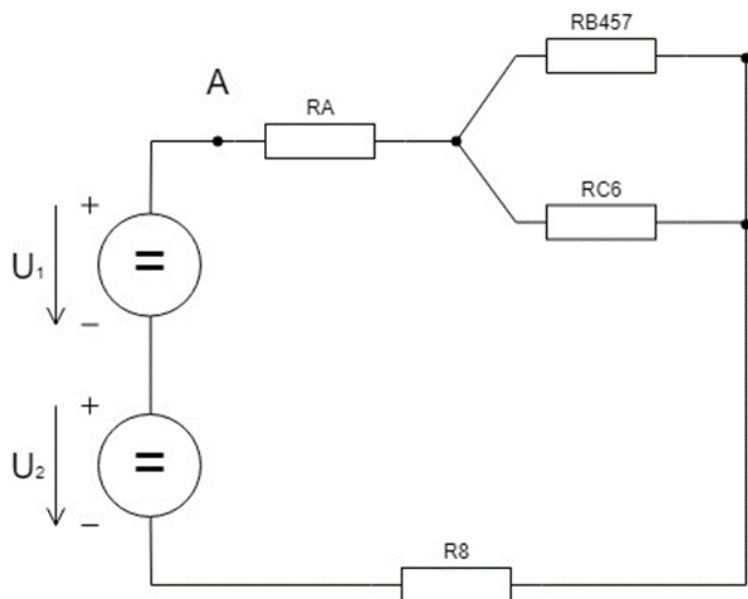 RB457
A
RA
RC6
+
U₁
=
−
+
U₂
=
−
R8